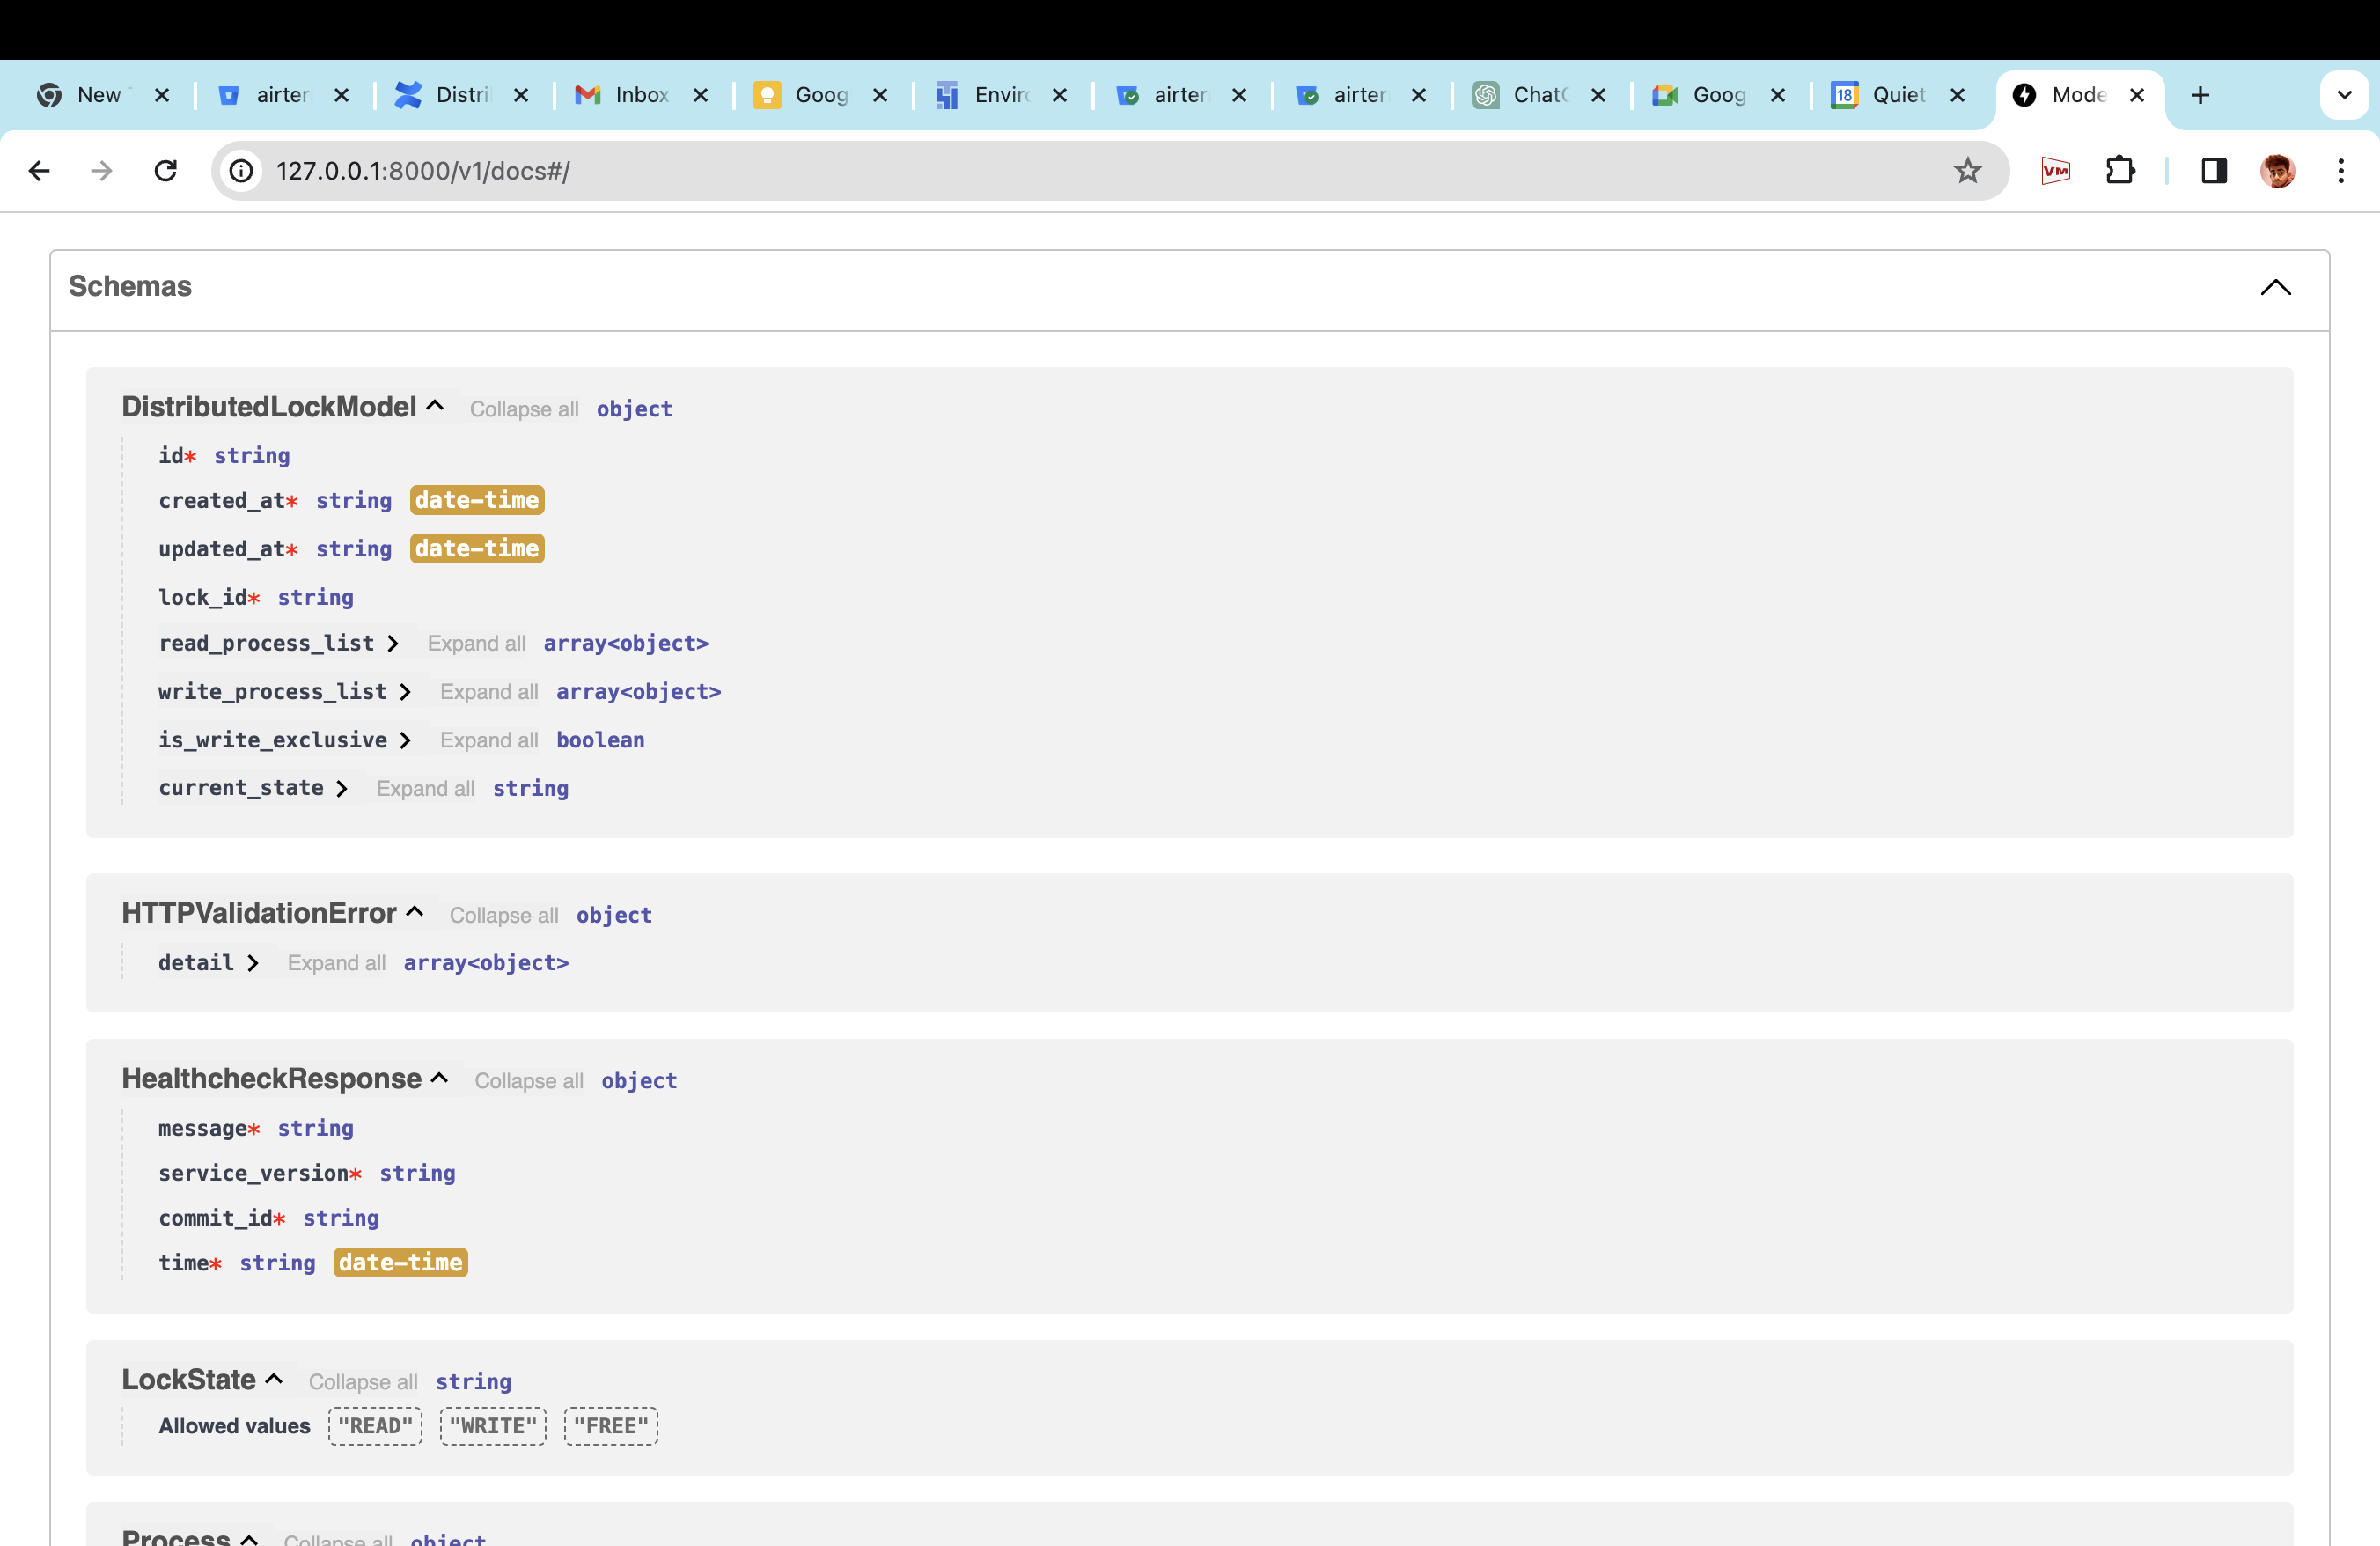 New airter Distri Inbox Goog Enviro airter airter ChatG Goog 18 Quiet Mode
127.0.0.1:8000/v1/docs#/ VM
Schemas
DistributedLockModel Collapse all object
id* string
created_at* string date-time
updated_at* string date-time
lock_id* string
read_process_list Expand all array<object>
write_process_list Expand all array<object>
is_write_exclusive Expand all boolean
current_state Expand all string
HTTPValidationError Collapse all object
detail Expand all array<object>
HealthcheckResponse Collapse all object
message* string
service_version* string
commit_id* string
time* string date-time
LockState Collapse all string
Allowed values "READ" "WRITE" "FREE"
Process Collapse all object